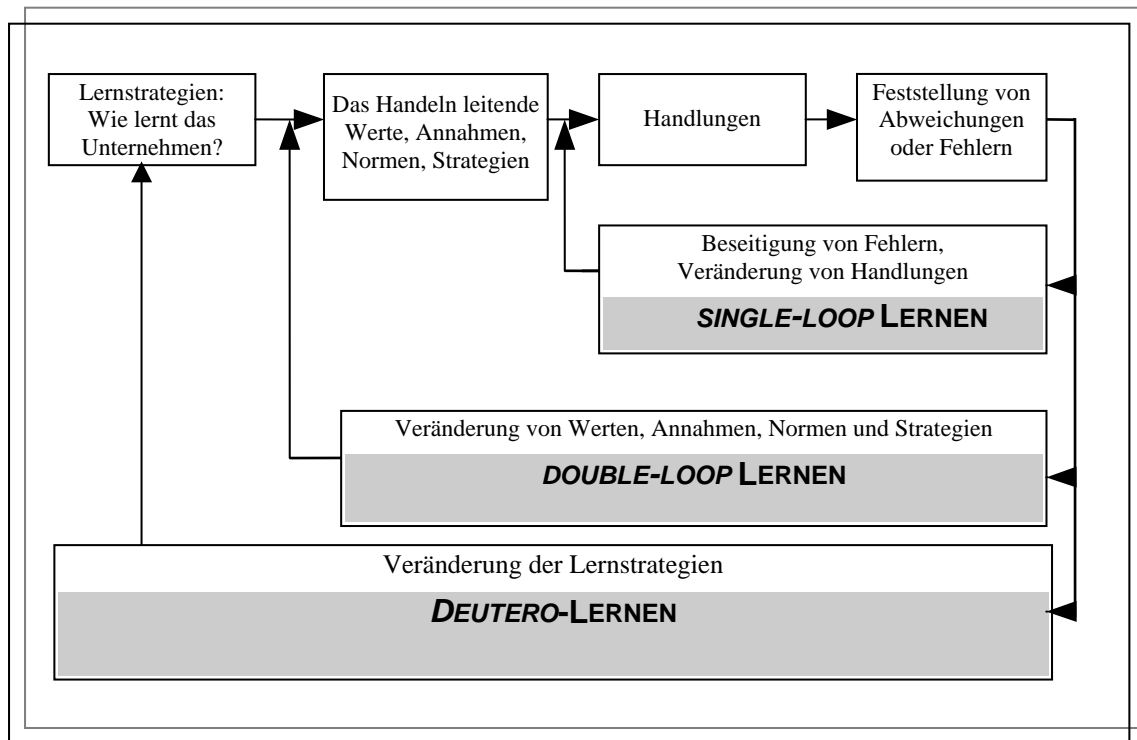 Lernstrategien:
Wie lernt das
Unternehmen?
Das Handeln leitende
Werte, Annahmen,
Normen, Strategien
Handlungen
Feststellung von
Abweichungen
oder Fehlern
Beseitigung von Fehlern,
Veränderung von Handlungen
SINGLE-LOOP LERNEN
Veränderung von Werten, Annahmen, Normen und Strategien
DOUBLE-LOOP LERNEN
Veränderung der Lernstrategien
DEUTERO-LERNEN